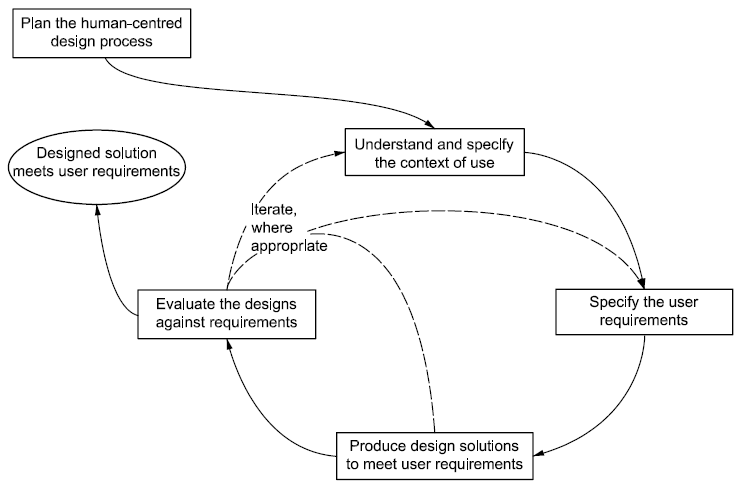 Plan the human-centred
design process
Understand and specify
the context of use
Designed solution
meets user requirements
Iterate,
where
appropriate
Evaluate the designs
against requirements
Specify the user
requirements
Produce design solutions
to meet user requirements